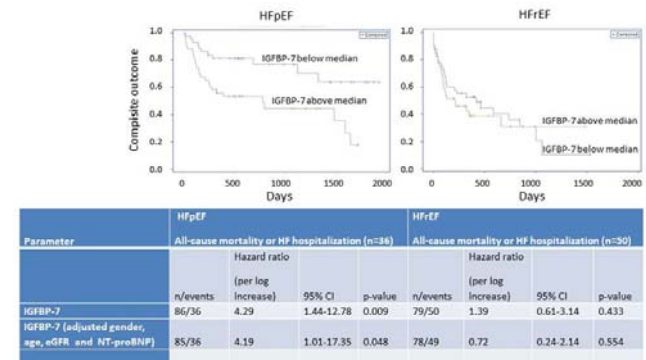 HFpEF
HFrEF
Compisite outcome
1.0
0.8
0.6
0.4
0.2
0.0
IGFBP-7 below median
IGFBP-7 above median
0 500 1000 1500 2000
Days
1.0
0.8
0.6
0.4
0.2
0.0
IGFBP-7 above median
IGFBP-7 below median
0 500 1000 1500 2000
Days
HFpEF HFrEF
Parameter All-cause mortality or HF hospitalization (n=36) All-cause mortality or HF hospitalization (n=50)
Hazard ratio Hazard ratio
(per log (per log
n/events increase) 95% CI p-value n/events increase) 95% CI p-value
IGFBP-7 86/36 4.29 1.44-12.78 0.009 79/50 1.39 0.61-3.14 0.433
IGFBP-7 (adjusted gender,
age, eGFR and NT-proBNP) 85/36 4.19 1.01-17.35 0.048 78/49 0.72 0.24-2.14 0.554